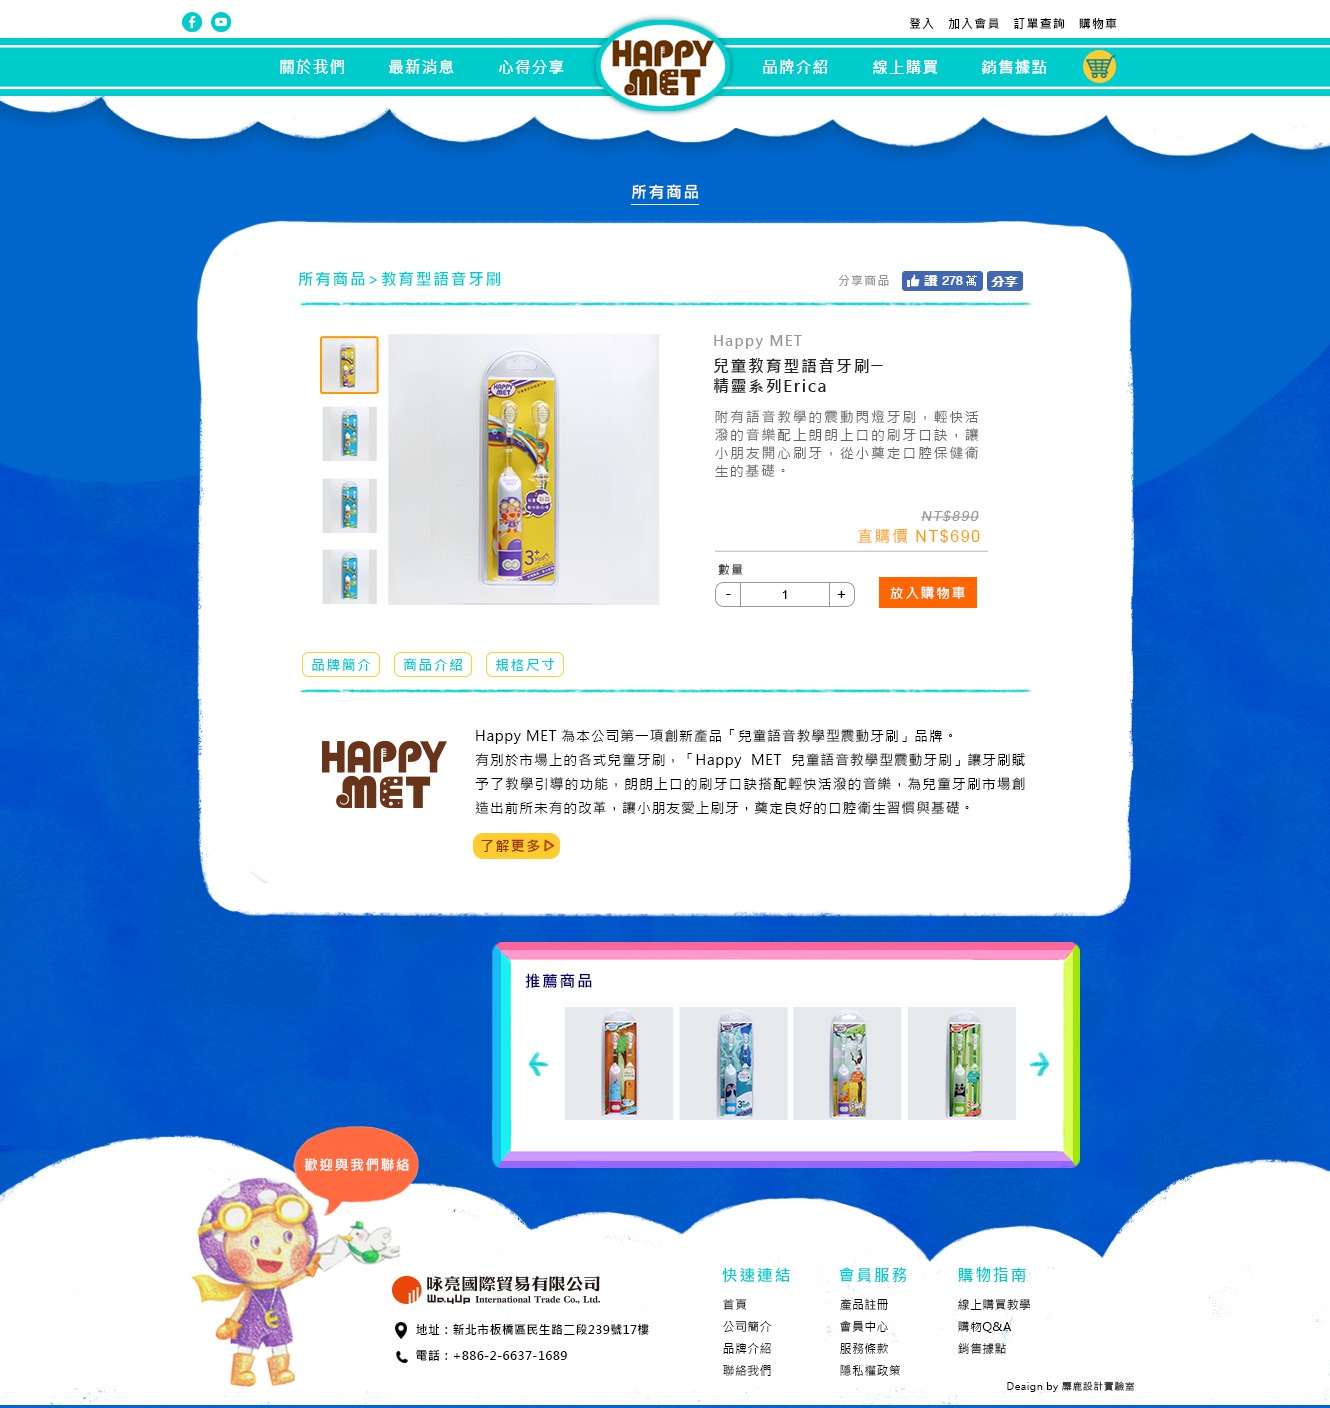 登入 加入會員 訂單查詢 購物車
關於我們 最新消息 心得分享 HAPPY MET 品牌介紹 線上購買 銷售據點
所有商品
所有商品>教育型語音牙刷
分享商品 讚 278 萬 分享
Happy MET
兒童教育型語音牙刷—
精靈系列Erica
附有語音教學的震動閃燈牙刷，輕快活
潑的音樂配上朗朗上口的刷牙口訣，讓
小朋友開心刷牙，從小奠定口腔保健衛
生的基礎。
NT$890
直購價 NT$690
數量
- 1 +
放入購物車
HAPPY MET
3+ Years
品牌簡介 商品介紹 規格尺寸
HAPPY
MET
Happy MET 為本公司第一項創新產品「兒童語音教學型震動牙刷」品牌。
有別於市場上的各式兒童牙刷，「Happy MET 兒童語音教學型震動牙刷」讓牙刷賦
予了教學引導的功能，朗朗上口的刷牙口訣搭配輕快活潑的音樂，為兒童牙刷市場創
造出前所未有的改革，讓小朋友愛上刷牙，奠定良好的口腔衛生習慣與基礎。
了解更多
推薦商品
歡迎與我們聯絡
咏亮國際貿易有限公司
WayUp International Trade Co., Ltd.
地址：新北市板橋區民生路二段239號17樓
電話：+886-2-6637-1689
快速連結
首頁
公司簡介
品牌介紹
聯絡我們
會員服務
產品註冊
會員中心
服務條款
隱私權政策
購物指南
線上購買教學
購物Q&A
銷售據點
Deaign by 麋鹿設計實驗室